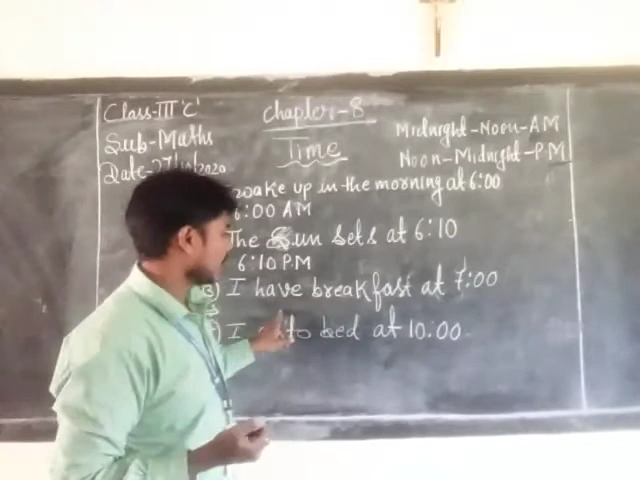 Class-III 'C'
Chapter-8
Sub-Maths
Midnight-Noon-AM
Time
Noon-Midnight-P.M
Date-27/10/2020
wake up in the morning at 6:00
6:00 AM
The Sun sets at 6:10
6:10 P.M
3) I have breakfast at 7:00
) I to bed at 10:00